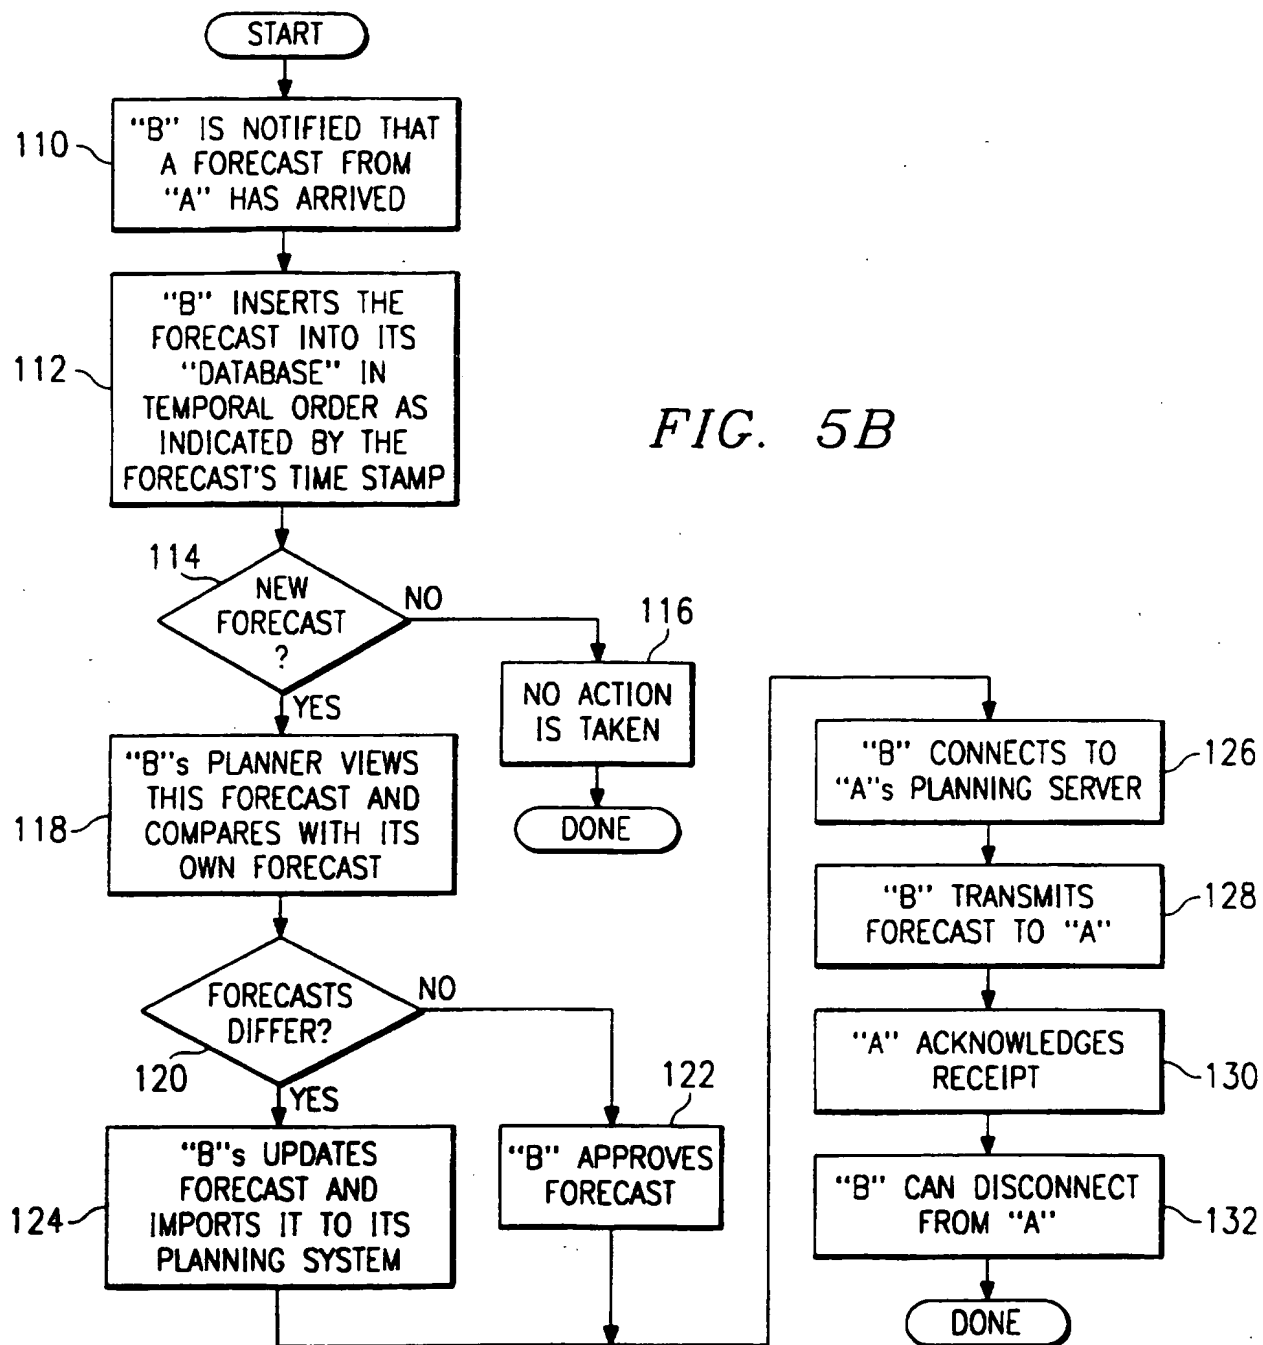 START
110
"B" IS NOTIFIED THAT
A FORECAST FROM
"A" HAS ARRIVED
112
"B" INSERTS THE
FORECAST INTO ITS
"DATABASE" IN
TEMPORAL ORDER AS
INDICATED BY THE
FORECAST'S TIME STAMP
FIG. 5B
114
NEW
FORECAST
?
NO
YES
116
NO ACTION
IS TAKEN
DONE
118
"B"s PLANNER VIEWS
THIS FORECAST AND
COMPARES WITH ITS
OWN FORECAST
120
FORECASTS
DIFFER?
NO
YES
122
"B" APPROVES
FORECAST
124
"B"s UPDATES
FORECAST AND
IMPORTS IT TO ITS
PLANNING SYSTEM
"B" CONNECTS TO
"A"s PLANNING SERVER
126
"B" TRANSMITS
FORECAST TO "A"
128
"A" ACKNOWLEDGES
RECEIPT
130
"B" CAN DISCONNECT
FROM "A"
132
DONE